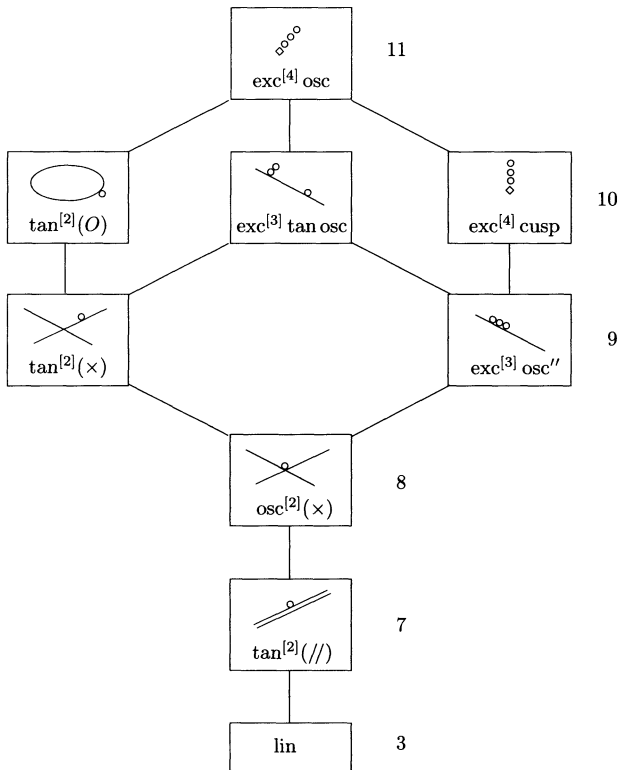 exc^[4] osc
11
tan^[2](O)
exc^[3] tan osc
exc^[4] cusp
10
tan^[2](×)
exc^[3] osc″
9
osc^[2](×)
8
tan^[2](//)
7
lin
3